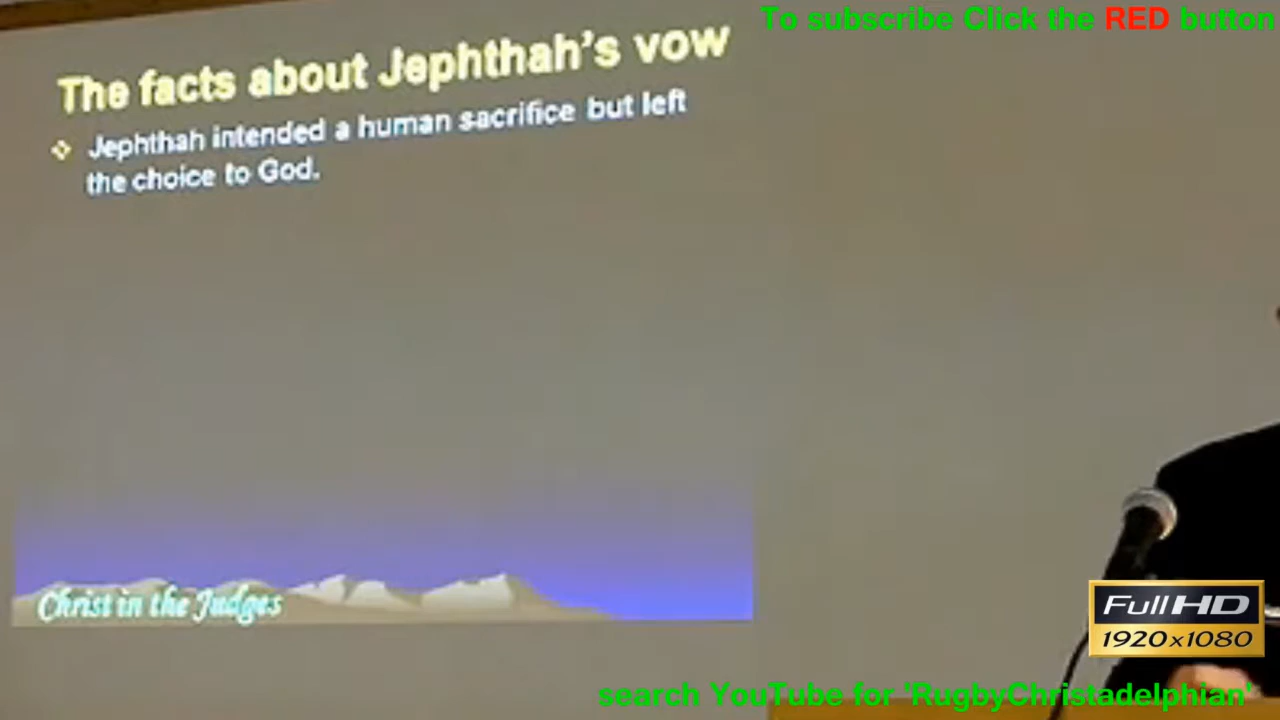 To subscribe Click the RED button
The facts about Jephthah's vow
❖ Jephthah intended a human sacrifice but left
the choice to God.
Christ in the Judges
Full HD
1920x1080
search YouTube for 'RugbyChristadelphian'